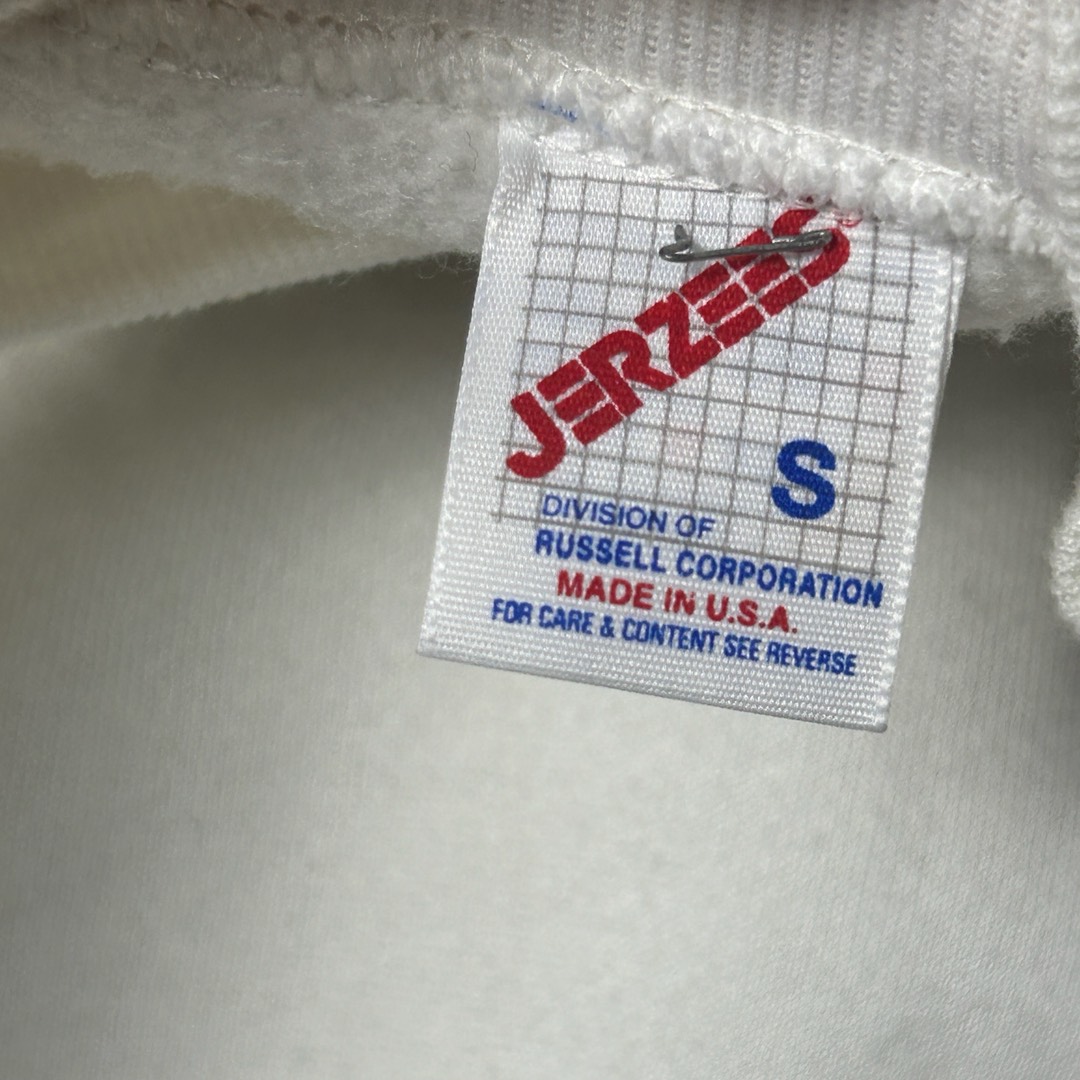 JERZEES
S
DIVISION OF
RUSSELL CORPORATION
MADE IN U.S.A.
FOR CARE & CONTENT SEE REVERSE